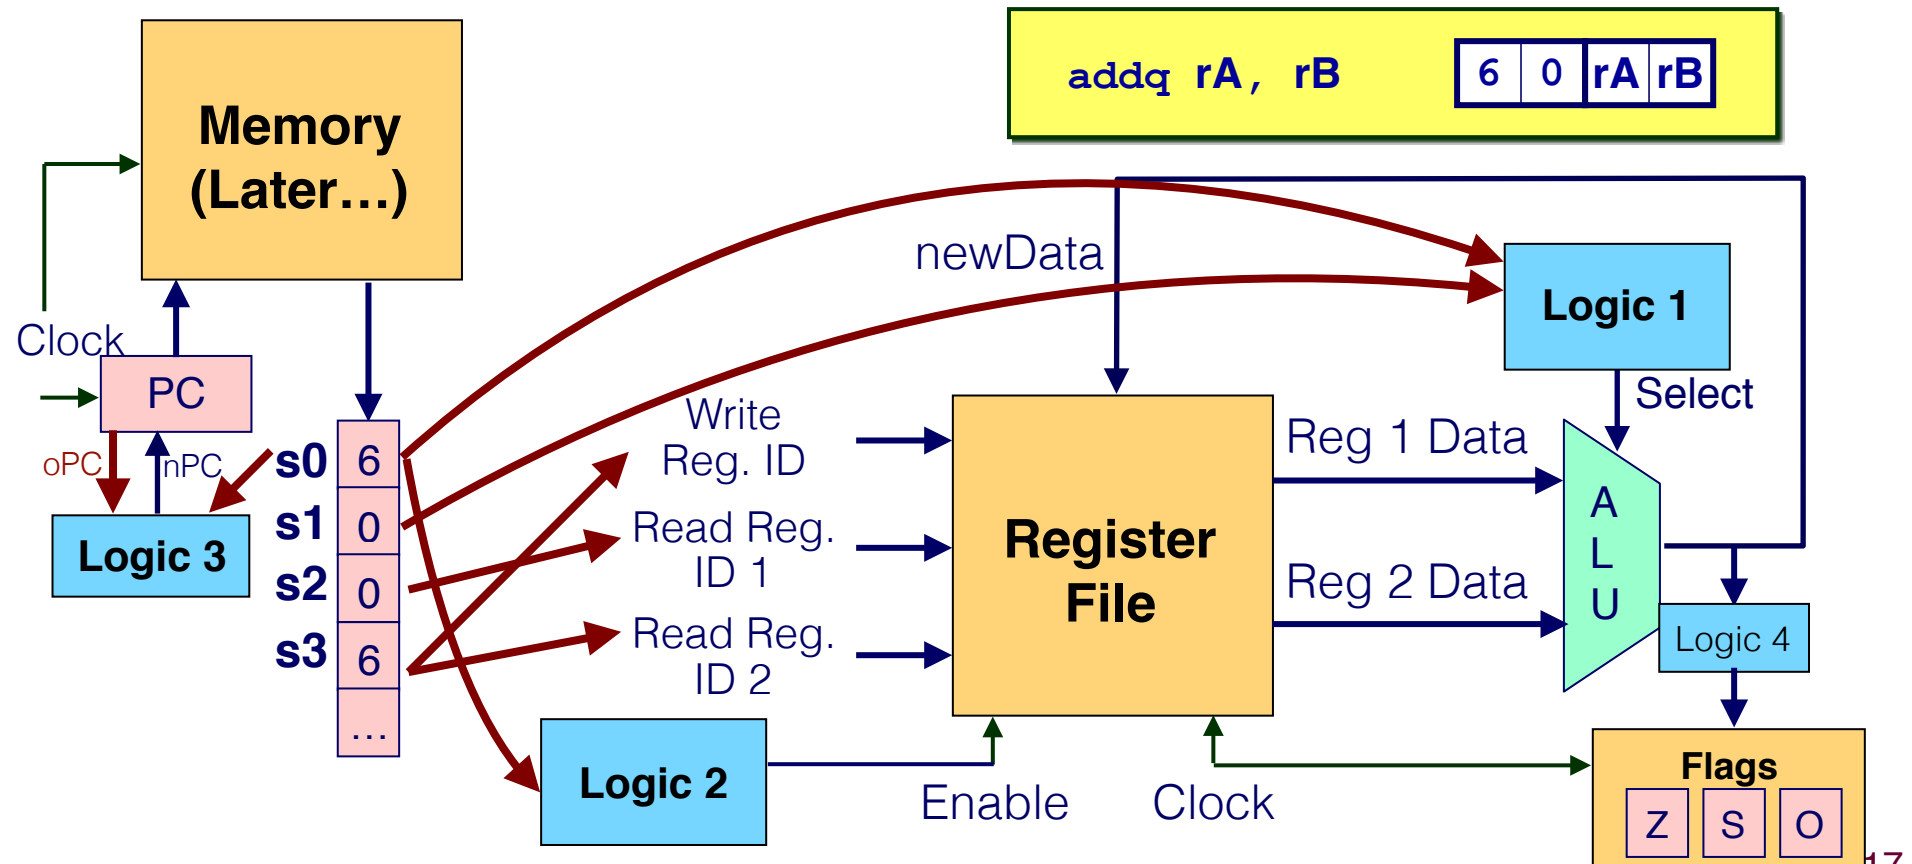 addq rA, rB
6 0 rA rB
Memory
(Later…)
newData
Logic 1
Clock
PC
Select
oPC
nPC
Logic 3
s0 6
s1 0
s2 0
s3 6
…
Write
Reg. ID
Read Reg.
ID 1
Read Reg.
ID 2
Register
File
Reg 1 Data
Reg 2 Data
A
L
U
Logic 4
Logic 2
Enable
Clock
Flags
Z S O
17